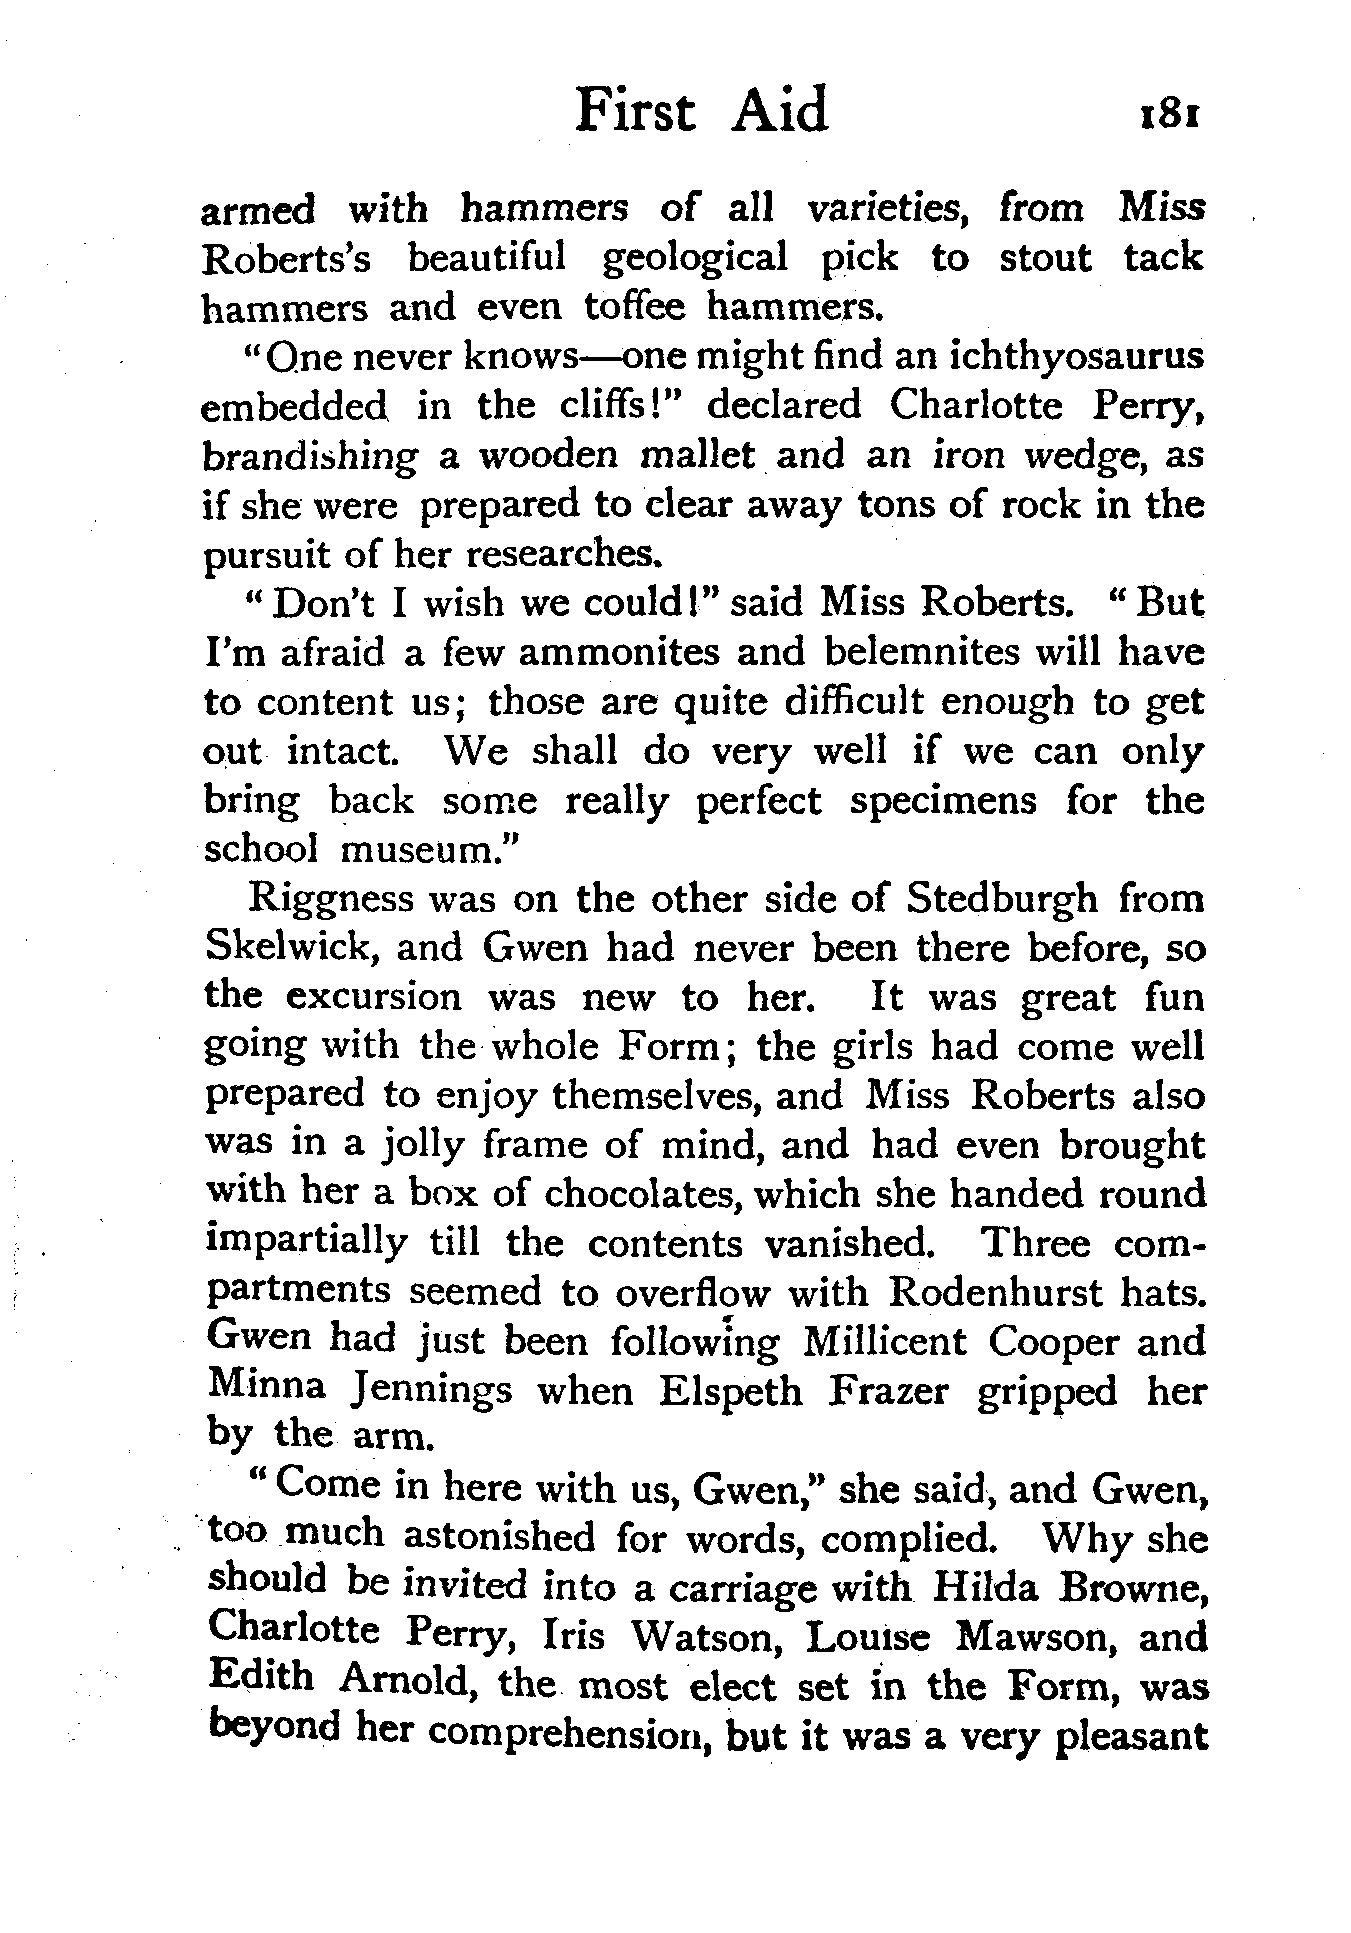 First Aid 181
armed with hammers of all varieties, from Miss
Roberts's beautiful geological pick to stout tack
hammers and even toffee hammers.
"One never knows—one might find an ichthyosaurus
embedded in the cliffs!" declared Charlotte Perry,
brandishing a wooden mallet and an iron wedge, as
if she were prepared to clear away tons of rock in the
pursuit of her researches.
"Don't I wish we could!" said Miss Roberts. "But
I'm afraid a few ammonites and belemnites will have
to content us; those are quite difficult enough to get
out intact. We shall do very well if we can only
bring back some really perfect specimens for the
school museum."
Riggness was on the other side of Stedburgh from
Skelwick, and Gwen had never been there before, so
the excursion was new to her. It was great fun
going with the whole Form; the girls had come well
prepared to enjoy themselves, and Miss Roberts also
was in a jolly frame of mind, and had even brought
with her a box of chocolates, which she handed round
impartially till the contents vanished. Three com-
partments seemed to overflow with Rodenhurst hats.
Gwen had just been following Millicent Cooper and
Minna Jennings when Elspeth Frazer gripped her
by the arm.
"Come in here with us, Gwen," she said, and Gwen,
too much astonished for words, complied. Why she
should be invited into a carriage with Hilda Browne,
Charlotte Perry, Iris Watson, Louise Mawson, and
Edith Arnold, the most elect set in the Form, was
beyond her comprehension, but it was a very pleasant